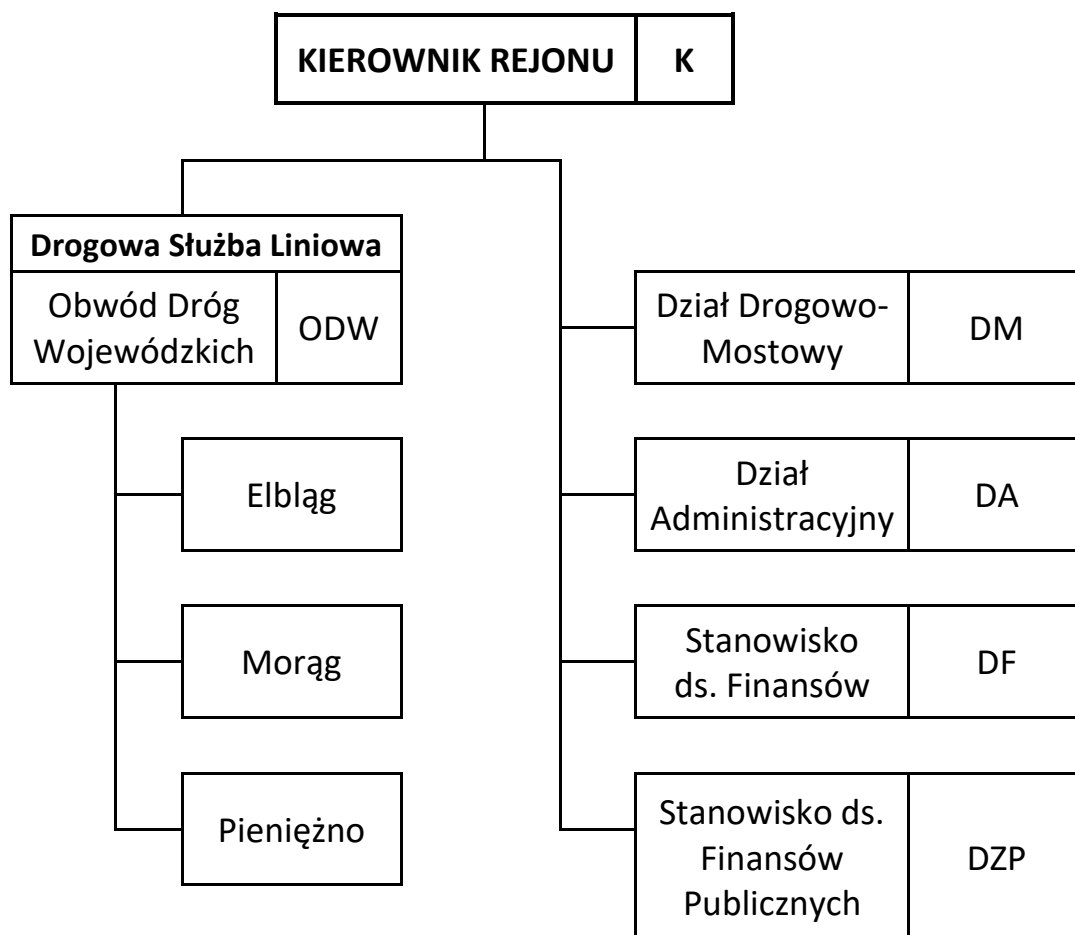 KIEROWNIK REJONU K
Drogowa Służba Liniowa
Obwód Dróg
Wojewódzkich
ODW
Elbląg
Morąg
Pieniężno
Dział Drogowo-
Mostowy
DM
Dział
Administracyjny
DA
Stanowisko
ds. Finansów
DF
Stanowisko ds.
Finansów
Publicznych
DZP